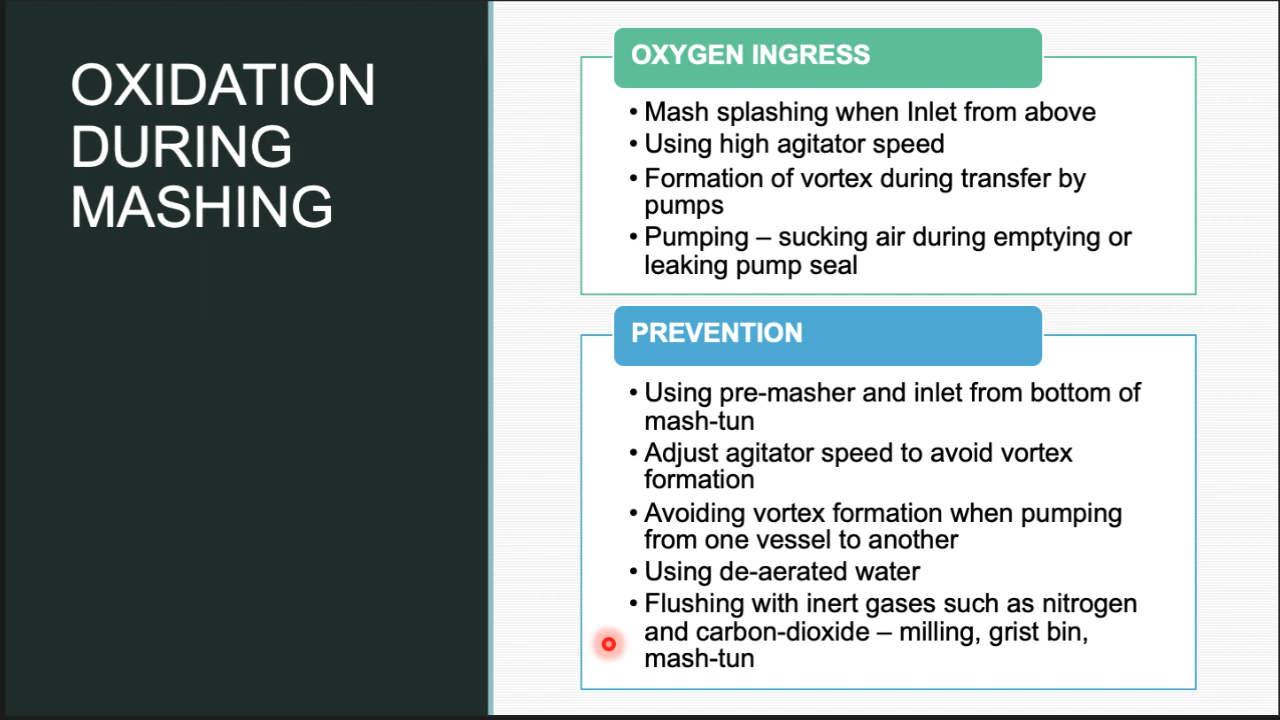 OXIDATION
DURING
MASHING
OXYGEN INGRESS
• Mash splashing when Inlet from above
• Using high agitator speed
• Formation of vortex during transfer by
pumps
• Pumping – sucking air during emptying or
leaking pump seal
PREVENTION
• Using pre-masher and inlet from bottom of
mash-tun
• Adjust agitator speed to avoid vortex
formation
• Avoiding vortex formation when pumping
from one vessel to another
• Using de-aerated water
• Flushing with inert gases such as nitrogen
and carbon-dioxide – milling, grist bin,
mash-tun